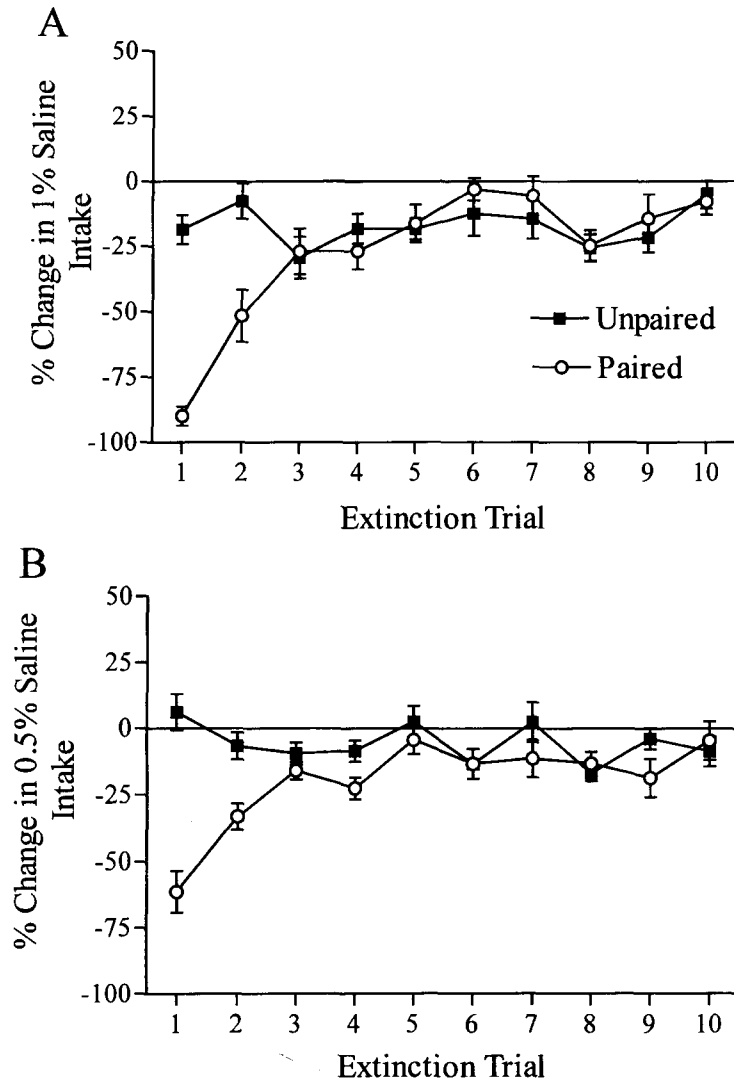 A
% Change in 1% Saline
Intake
50
25
0
-25
-50
-75
-100
Unpaired
Paired
1 2 3 4 5 6 7 8 9 10
Extinction Trial
B
% Change in 0.5% Saline
Intake
50
25
0
-25
-50
-75
-100
1 2 3 4 5 6 7 8 9 10
Extinction Trial